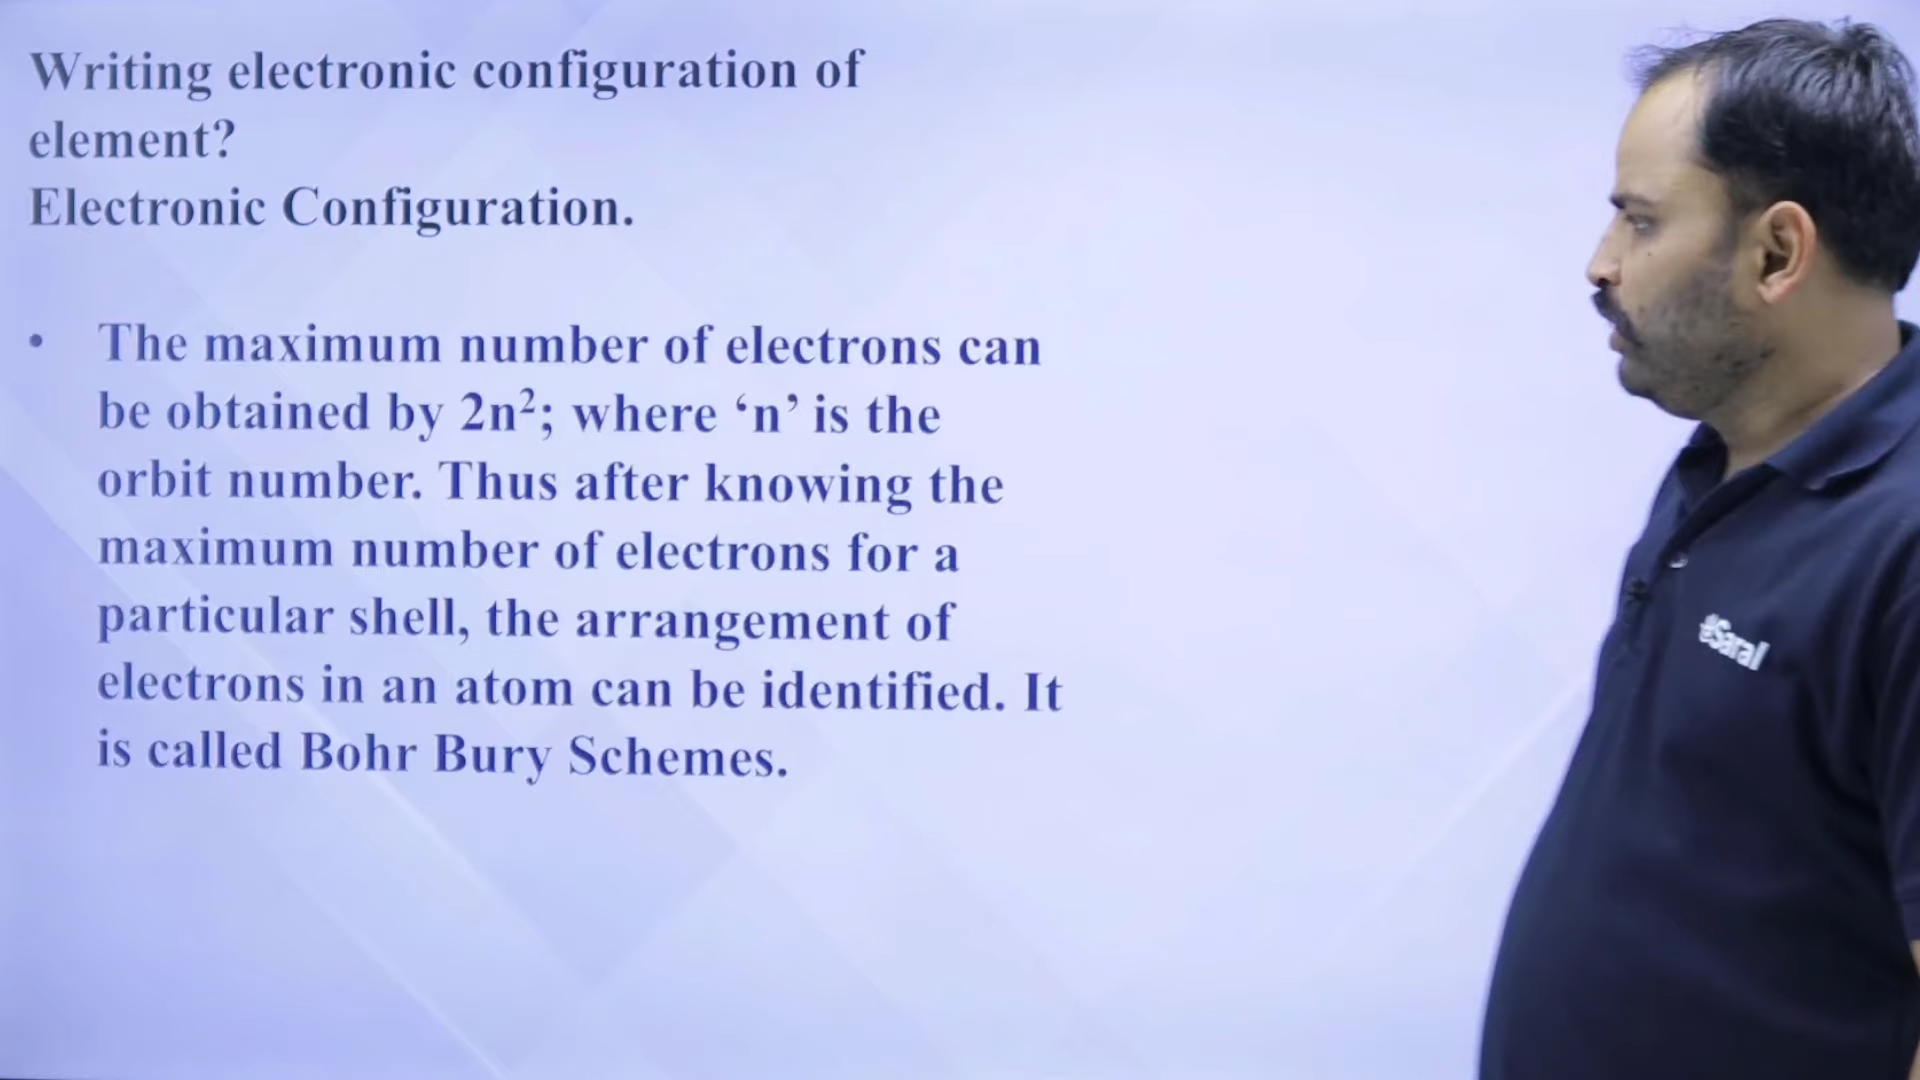 Writing electronic configuration of
element?
Electronic Configuration.
• The maximum number of electrons can
be obtained by 2n²; where ‘n’ is the
orbit number. Thus after knowing the
maximum number of electrons for a
particular shell, the arrangement of
electrons in an atom can be identified. It
is called Bohr Bury Schemes.
eSaral